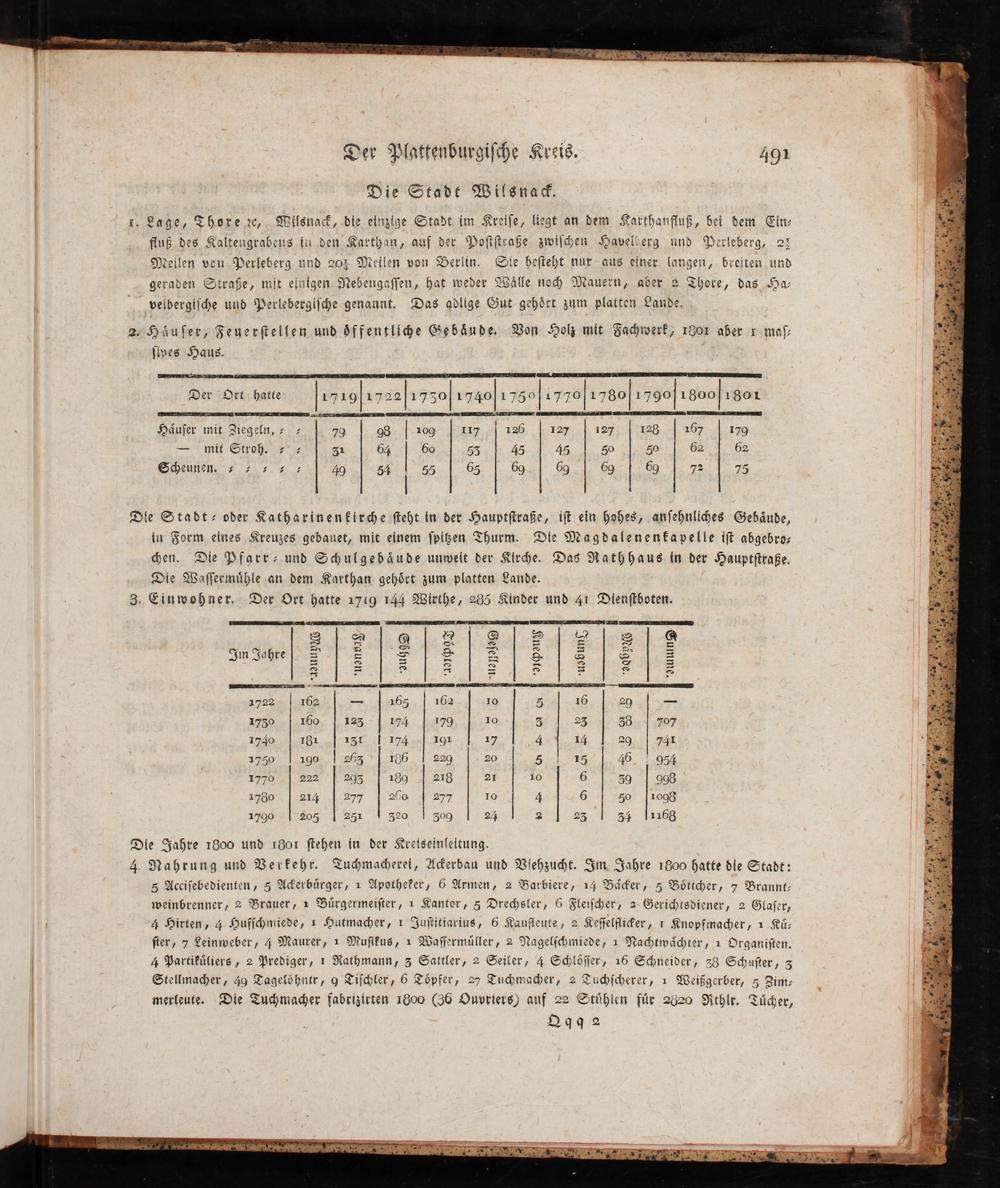 Der Plattenburgische Kreis. 491
Die Stadt Wilsnack.
1. Lage, Thore ꝛc, Wilsnack, die einzige Stadt im Kreise, liegt an dem Karthanfluß, bei dem Ein-
fluß des Kaltengrabens in den Karthan, auf der Poststraße zwischen Havelberg und Perleberg, 2½
Meilen von Perleberg und 20¼ Meilen von Berlin. Sie besteht nur aus einer langen, breiten und
geraden Straße, mit einigen Nebengassen, hat weder Wälle noch Mauern, aber 2 Thore, das Ha-
velbergische und Perlebergische genannt. Das adlige Gut gehört zum platten Lande.
2. Häuser, Feuerstellen und öffentliche Gebäude. Von Holz mit Fachwerk, 1801 aber 1 mas-
sives Haus.
Der Ort hatte 1719 1722 1730 1740 1750 1770 1780 1790 1800 1801
Häuser mit Ziegeln. - - 79 98 109 117 126 127 127 128 167 179
— mit Stroh. - - 31 64 60 53 45 45 50 50 62 62
Scheunen. - - - - - 49 54 55 65 69 69 69 69 72 75
Die Stadt- oder Katharinenkirche steht in der Hauptstraße, ist ein hohes, ansehnliches Gebäude,
in Form eines Kreuzes gebauet, mit einem spitzen Thurm. Die Magdalenenkapelle ist abgebro-
chen. Die Pfarr- und Schulgebäude unweit der Kirche. Das Rathhaus in der Hauptstraße.
Die Wassermühle an dem Karthan gehört zum platten Lande.
3. Einwohner. Der Ort hatte 1719 144 Wirthe, 285 Kinder und 41 Dienstboten.
Im Jahre Männer. Frauen. Söhne. Töchter. Gesellen. Knechte. Jungen. Mägde. Summe.
1722 162 — 165 162 10 5 16 29 —
1730 160 123 174 179 10 3 23 38 707
1740 181 131 174 191 17 4 14 29 741
1750 190 263 186 229 20 5 15 46 954
1770 222 293 189 218 21 10 6 39 998
1780 214 277 260 277 10 4 6 50 1098
1790 205 251 320 309 24 2 23 34 1168
Die Jahre 1800 und 1801 stehen in der Kreiseinleitung.
4. Nahrung und Verkehr. Tuchmacherei, Ackerbau und Viehzucht. Im Jahre 1800 hatte die Stadt:
5 Accisebedienten, 5 Ackerbürger, 1 Apotheker, 6 Armen, 2 Barbiere, 14 Bäcker, 5 Böttcher, 7 Brannt-
weinbrenner, 2 Brauer, 1 Bürgermeister, 1 Kantor, 5 Drechsler, 6 Fleischer, 2 Gerichtsdiener, 2 Glaser,
4 Hirten, 4 Hufschmiede, 1 Hutmacher, 1 Justitiarius, 6 Kaufleute, 2 Kesselflicker, 1 Knopfmacher, 1 Kü-
ster, 7 Leinweber, 4 Maurer, 1 Musikus, 1 Wassermüller, 2 Nagelschmiede, 1 Nachtwächter, 1 Organisten.
4 Partiküliers, 2 Prediger, 1 Rathmann, 3 Sattler, 2 Seiler, 4 Schlösser, 16 Schneider, 38 Schuster, 3
Stellmacher, 49 Tagelöhntr, 9 Tischler, 6 Töpfer, 27 Tuchmacher, 2 Tuchscherer, 1 Weißgerber, 5 Zim-
merleute. Die Tuchmacher fabrizirten 1800 (36 Ouvriers) auf 22 Stühlen für 2820 Rthlr. Tücher,
Qqq 2